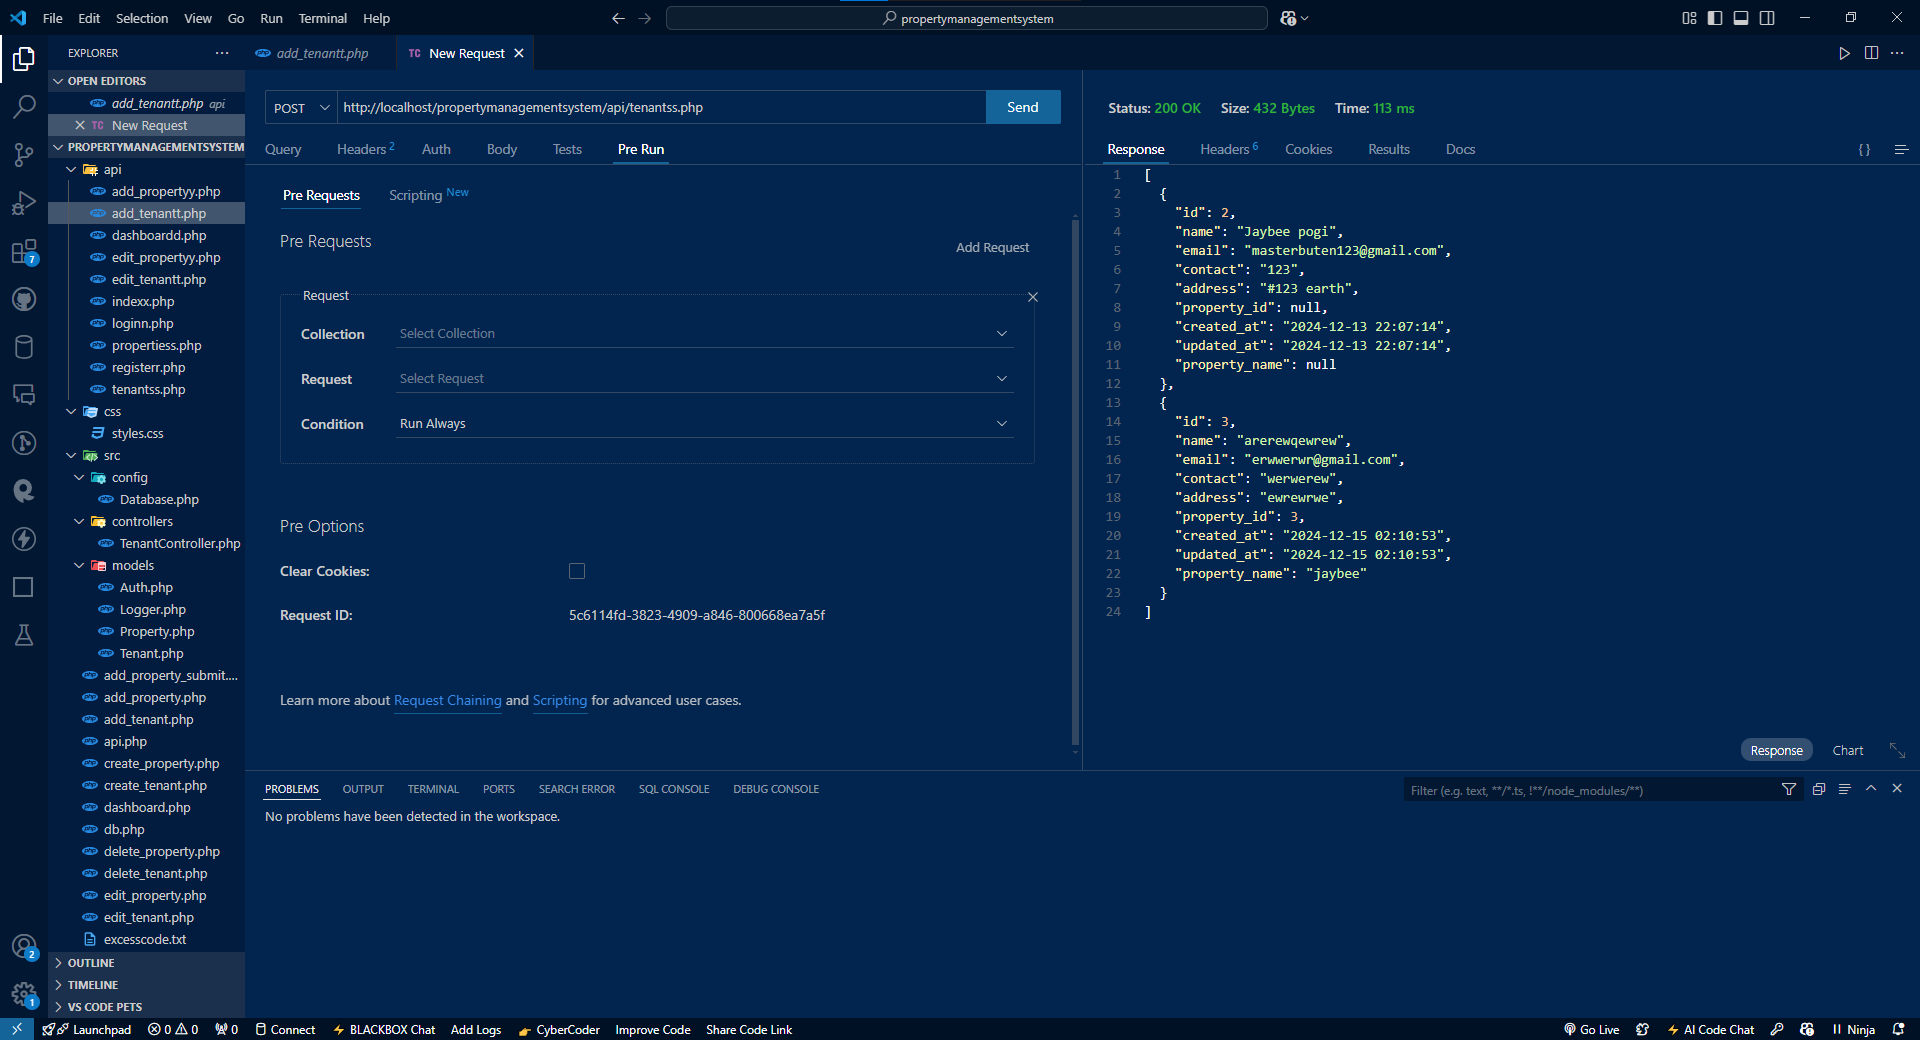 File Edit Selection View Go Run Terminal Help
propertymanagementsystem
EXPLORER
OPEN EDITORS
add_tenantt.php api
TC New Request
PROPERTYMANAGEMENTSYSTEM
api
add_propertyy.php
add_tenantt.php
dashboardd.php
edit_propertyy.php
edit_tenantt.php
indexx.php
loginn.php
propertiess.php
registerr.php
tenantss.php
css
styles.css
src
config
Database.php
controllers
TenantController.php
models
Auth.php
Logger.php
Property.php
Tenant.php
add_property_submit....
add_property.php
add_tenant.php
api.php
create_property.php
create_tenant.php
dashboard.php
db.php
delete_property.php
delete_tenant.php
edit_property.php
edit_tenant.php
excesscode.txt
OUTLINE
TIMELINE
VS CODE PETS
7
2
1
add_tenantt.php
TC New Request
POST http://localhost/propertymanagementsystem/api/tenantss.php Send
Query Headers 2 Auth Body Tests Pre Run
Pre Requests Scripting New
Pre Requests
Add Request
Request
Collection Select Collection
Request Select Request
Condition Run Always
Pre Options
Clear Cookies:
Request ID: 5c6114fd-3823-4909-a846-800668ea7a5f
Learn more about Request Chaining and Scripting for advanced user cases.
Status: 200 OK Size: 432 Bytes Time: 113 ms
Response Headers 6 Cookies Results Docs {}
1 [
2 {
3 "id": 2,
4 "name": "Jaybee pogi",
5 "email": "masterbuten123@gmail.com",
6 "contact": "123",
7 "address": "#123 earth",
8 "property_id": null,
9 "created_at": "2024-12-13 22:07:14",
10 "updated_at": "2024-12-13 22:07:14",
11 "property_name": null
12 },
13 {
14 "id": 3,
15 "name": "arerewqewrew",
16 "email": "erwwerwr@gmail.com",
17 "contact": "werwerew",
18 "address": "ewrewrwe",
19 "property_id": 3,
20 "created_at": "2024-12-15 02:10:53",
21 "updated_at": "2024-12-15 02:10:53",
22 "property_name": "jaybee"
23 }
24 ]
Response Chart
PROBLEMS OUTPUT TERMINAL PORTS SEARCH ERROR SQL CONSOLE DEBUG CONSOLE
Filter (e.g. text, **/*.ts, !**/node_modules/**)
No problems have been detected in the workspace.
Launchpad 0 0 0 Connect BLACKBOX Chat Add Logs CyberCoder Improve Code Share Code Link
Go Live AI Code Chat Ninja